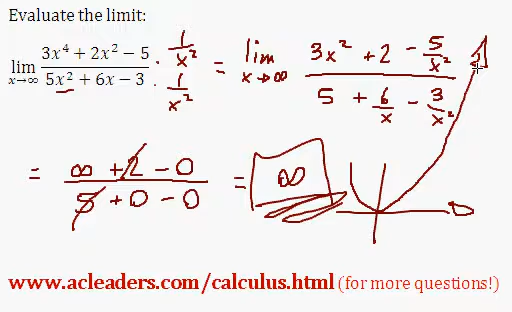 Evaluate the limit:
lim x→∞ (3x⁴ + 2x² − 5)/(5x² + 6x − 3) · (1/x²)/(1/x²) = lim x→∞ (3x² + 2 − 5/x²)/(5 + 6/x − 3/x²)
= (∞ + 2 − 0)/(5 + 0 − 0) = ∞
www.acleaders.com/calculus.html (for more questions!)